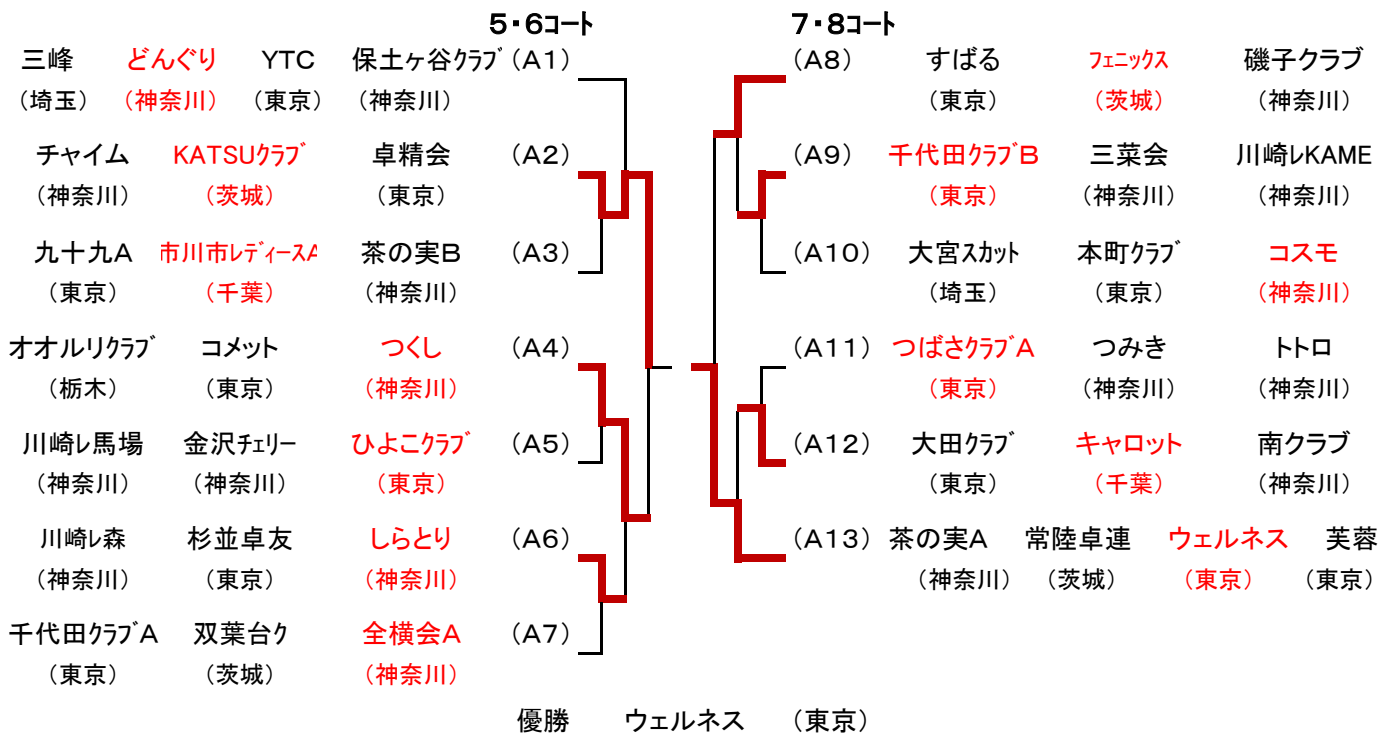 5・6コート 7・8コート
三峰 どんぐり YTC 保土ヶ谷ｸﾗﾌﾞ (A1) (A8) すばる ﾌｪﾆｯｸｽ 磯子クラブ
（埼玉） （神奈川） （東京） （神奈川） （東京） （茨城） （神奈川）
チャイム KATSUｸﾗﾌﾞ 卓精会 (A2) (A9) 千代田ｸﾗﾌﾞB 三菜会 川崎ﾚKAME
（神奈川） （茨城） （東京） （東京） （神奈川） （神奈川）
九十九A 市川市ﾚﾃﾞｨｰｽA 茶の実B (A3) (A10) 大宮ｽｶｯﾄ 本町ｸﾗﾌﾞ コスモ
（東京） （千葉） （神奈川） （埼玉） （東京） （神奈川）
オオルリｸﾗﾌﾞ コメット つくし (A4) (A11) つばさｸﾗﾌﾞA つみき トトロ
（栃木） （東京） （神奈川） （東京） （神奈川） （神奈川）
川崎ﾚ馬場 金沢ﾁｪﾘｰ ひよこｸﾗﾌﾞ (A5) (A12) 大田ｸﾗﾌﾞ キャロット 南クラブ
（神奈川） （神奈川） （東京） （東京） （千葉） （神奈川）
川崎ﾚ森 杉並卓友 しらとり (A6) (A13) 茶の実A 常陸卓連 ウェルネス 芙蓉
（神奈川） （東京） （神奈川） （神奈川） （茨城） （東京） （東京）
千代田ｸﾗﾌﾞA 双葉台ク 全横会A (A7)
（東京） （茨城） （神奈川）
優勝 ウェルネス （東京）